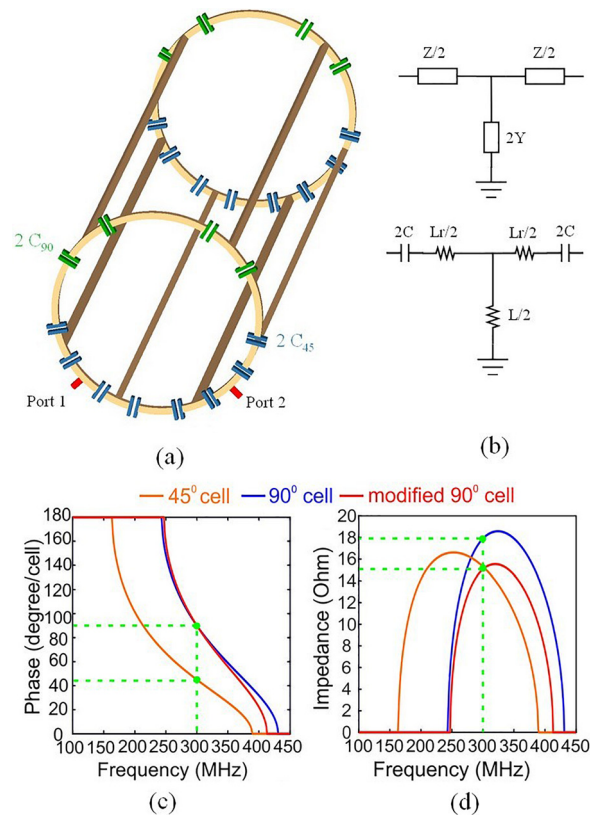 Z/2 Z/2
2Y
2 C90
2C Lr/2 Lr/2 2C
L/2
2 C45
Port 1 Port 2
(a) (b)
45⁰ cell 90⁰ cell modified 90⁰ cell
Phase (degree/cell)
180
160
140
120
100
80
60
40
20
0
100 150 200 250 300 350 400 450
Frequency (MHz)
(c)
Impedance (Ohm)
20
18
16
14
12
10
8
6
4
2
0
100 150 200 250 300 350 400 450
Frequency (MHz)
(d)